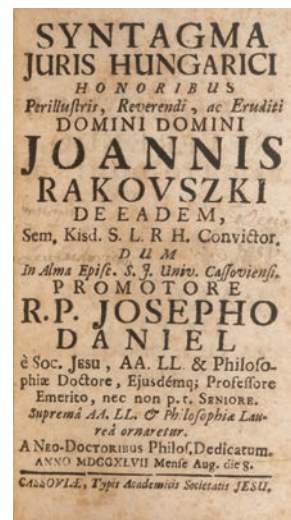 SYNTAGMA
JURIS HUNGARICI
HONORIBUS
Perillustris, Reverendi, ac Eruditi
DOMINI DOMINI
JOANNIS
RAKOVSZKI
DE EADEM,
Sem. Kisd. S. L. R H. Convictor.
DUM
In Alma Episc. S. J. Univ. Cassoviensi.
PROMOTORE
R.P. JOSEPHO
DANIEL
è Soc. JESU, AA. LL. & Philoso-
phiæ Doctore, Ejusdémq; Professore
Emerito, nec non p. t. SENIORE.
Supremâ AA. LL. & Philosophiæ Lau-
reâ ornaretur.
A NEO-DOCTORIBUS Philos. Dedicatum.
ANNO MDCCXLVII Mense Aug. die 8.
CASSOVIÆ, Typis Academicis Societatis JESU.